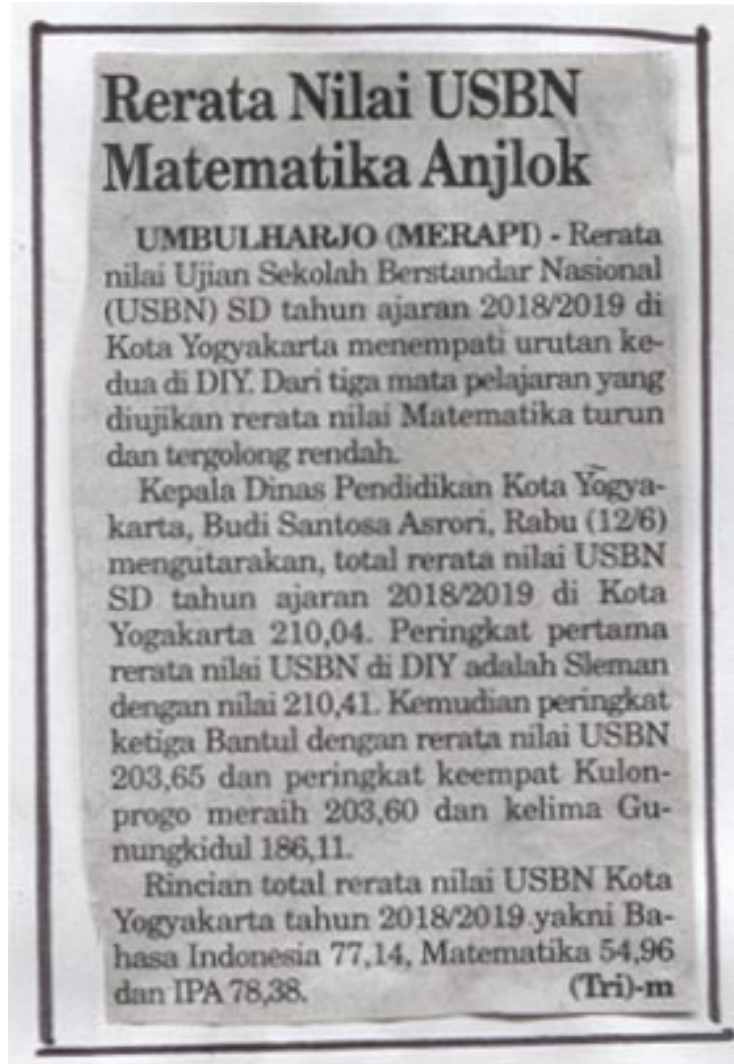 Rerata Nilai USBN
Matematika Anjlok
UMBULHARJO (MERAPI) - Rerata
nilai Ujian Sekolah Berstandar Nasional
(USBN) SD tahun ajaran 2018/2019 di
Kota Yogyakarta menempati urutan ke-
dua di DIY. Dari tiga mata pelajaran yang
diujikan rerata nilai Matematika turun
dan tergolong rendah.
Kepala Dinas Pendidikan Kota Yogya-
karta, Budi Santosa Asrori, Rabu (12/6)
mengutarakan, total rerata nilai USBN
SD tahun ajaran 2018/2019 di Kota
Yogakarta 210,04. Peringkat pertama
rerata nilai USBN di DIY adalah Sleman
dengan nilai 210,41. Kemudian peringkat
ketiga Bantul dengan rerata nilai USBN
203,65 dan peringkat keempat Kulon-
progo meraih 203,60 dan kelima Gu-
nungkidul 186,11.
Rincian total rerata nilai USBN Kota
Yogyakarta tahun 2018/2019 yakni Ba-
hasa Indonesia 77,14, Matematika 54,96
dan IPA 78,38. (Tri)-m